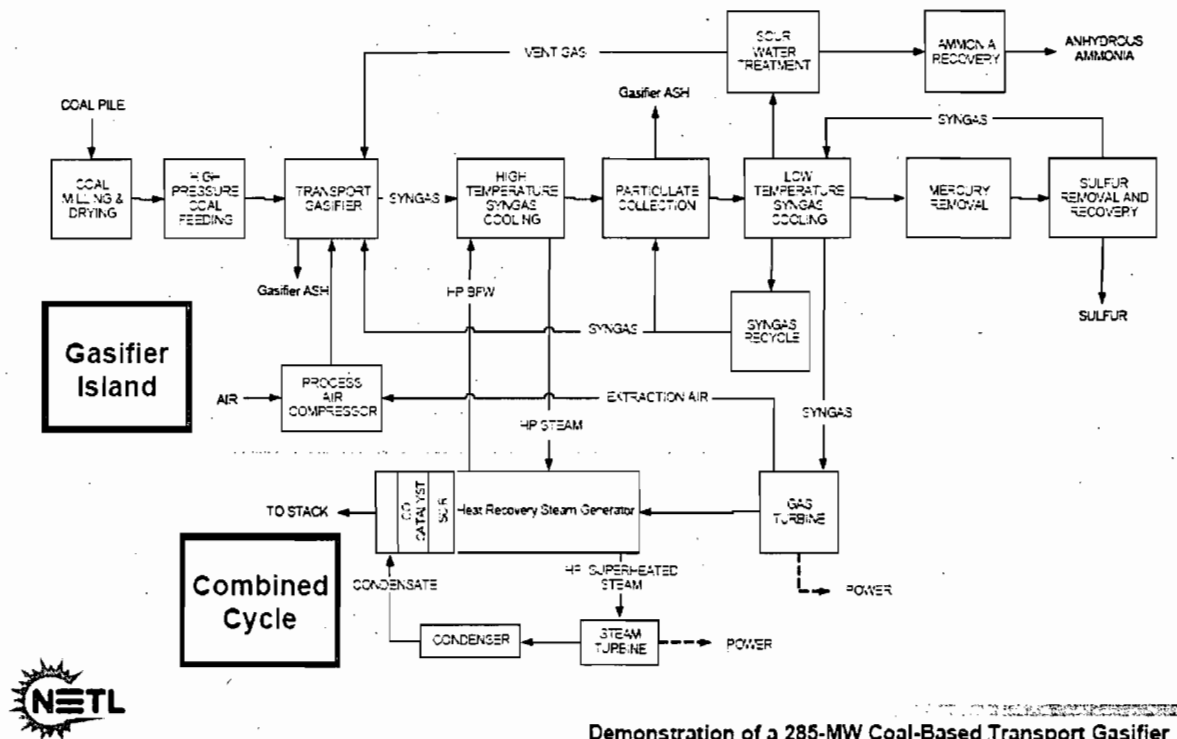 VENT GAS
SOUR
WATER
TREATMENT
AMMONIA
RECOVERY
ANHYDROUS
AMMONIA
COAL PILE
Gasifier ASH
SYNGAS
COAL
MILLING &
DRYING
HIGH
PRESSURE
COAL
FEEDING
TRANSPORT
GASIFIER
SYNGAS
HIGH
TEMPERATURE
SYNGAS
COOLING
PARTICULATE
COLLECTION
LOW
TEMPERATURE
SYNGAS
COOLING
MERCURY
REMOVAL
SULFUR
REMOVAL AND
RECOVERY
Gasifier ASH
HP BFW
SYNGAS
SYNGAS
RECYCLE
SULFUR
Gasifier
Island
AIR
PROCESS
AIR
COMPRESSOR
EXTRACTION AIR
HP STEAM
SYNGAS
TO STACK
CO
CATALYST
SCR
Heat Recovery Steam Generator
GAS
TURBINE
Combined
Cycle
CONDENSATE
HP SUPERHEATED
STEAM
POWER
CONDENSER
STEAM
TURBINE
POWER
NETL
Demonstration of a 285-MW Coal-Based Transport Gasifier